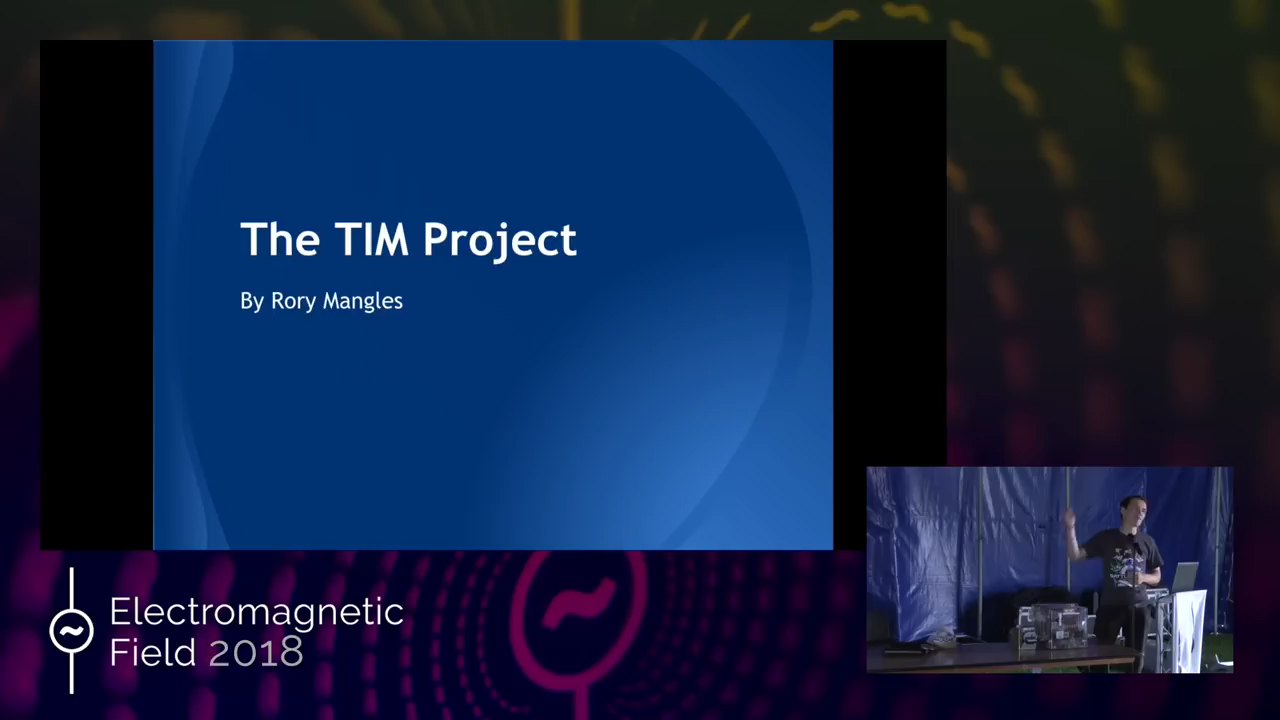 The TIM Project
By Rory Mangles
Electromagnetic
Field 2018